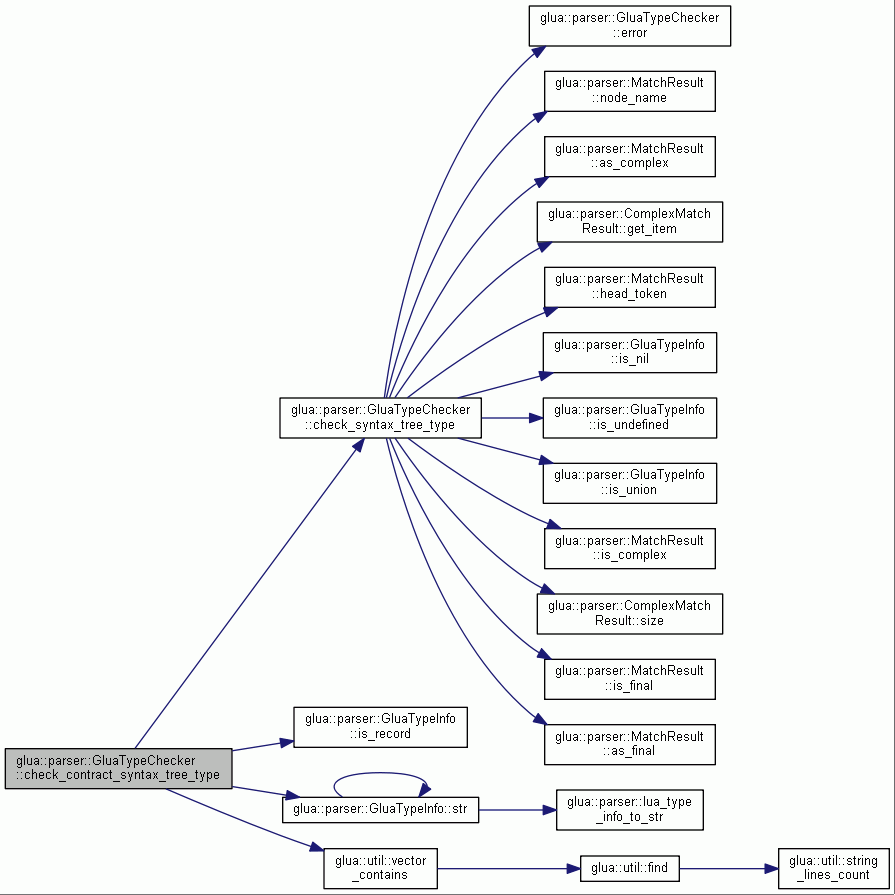 glua::parser::GluaTypeChecker
::error
glua::parser::MatchResult
::node_name
glua::parser::MatchResult
::as_complex
glua::parser::ComplexMatch
Result::get_item
glua::parser::MatchResult
::head_token
glua::parser::GluaTypeInfo
::is_nil
glua::parser::GluaTypeChecker
::check_syntax_tree_type
glua::parser::GluaTypeInfo
::is_undefined
glua::parser::GluaTypeInfo
::is_union
glua::parser::MatchResult
::is_complex
glua::parser::ComplexMatch
Result::size
glua::parser::MatchResult
::is_final
glua::parser::MatchResult
::as_final
glua::parser::GluaTypeInfo
::is_record
glua::parser::GluaTypeChecker
::check_contract_syntax_tree_type
glua::parser::GluaTypeInfo::str
glua::parser::lua_type
_info_to_str
glua::util::vector
_contains
glua::util::find
glua::util::string
_lines_count